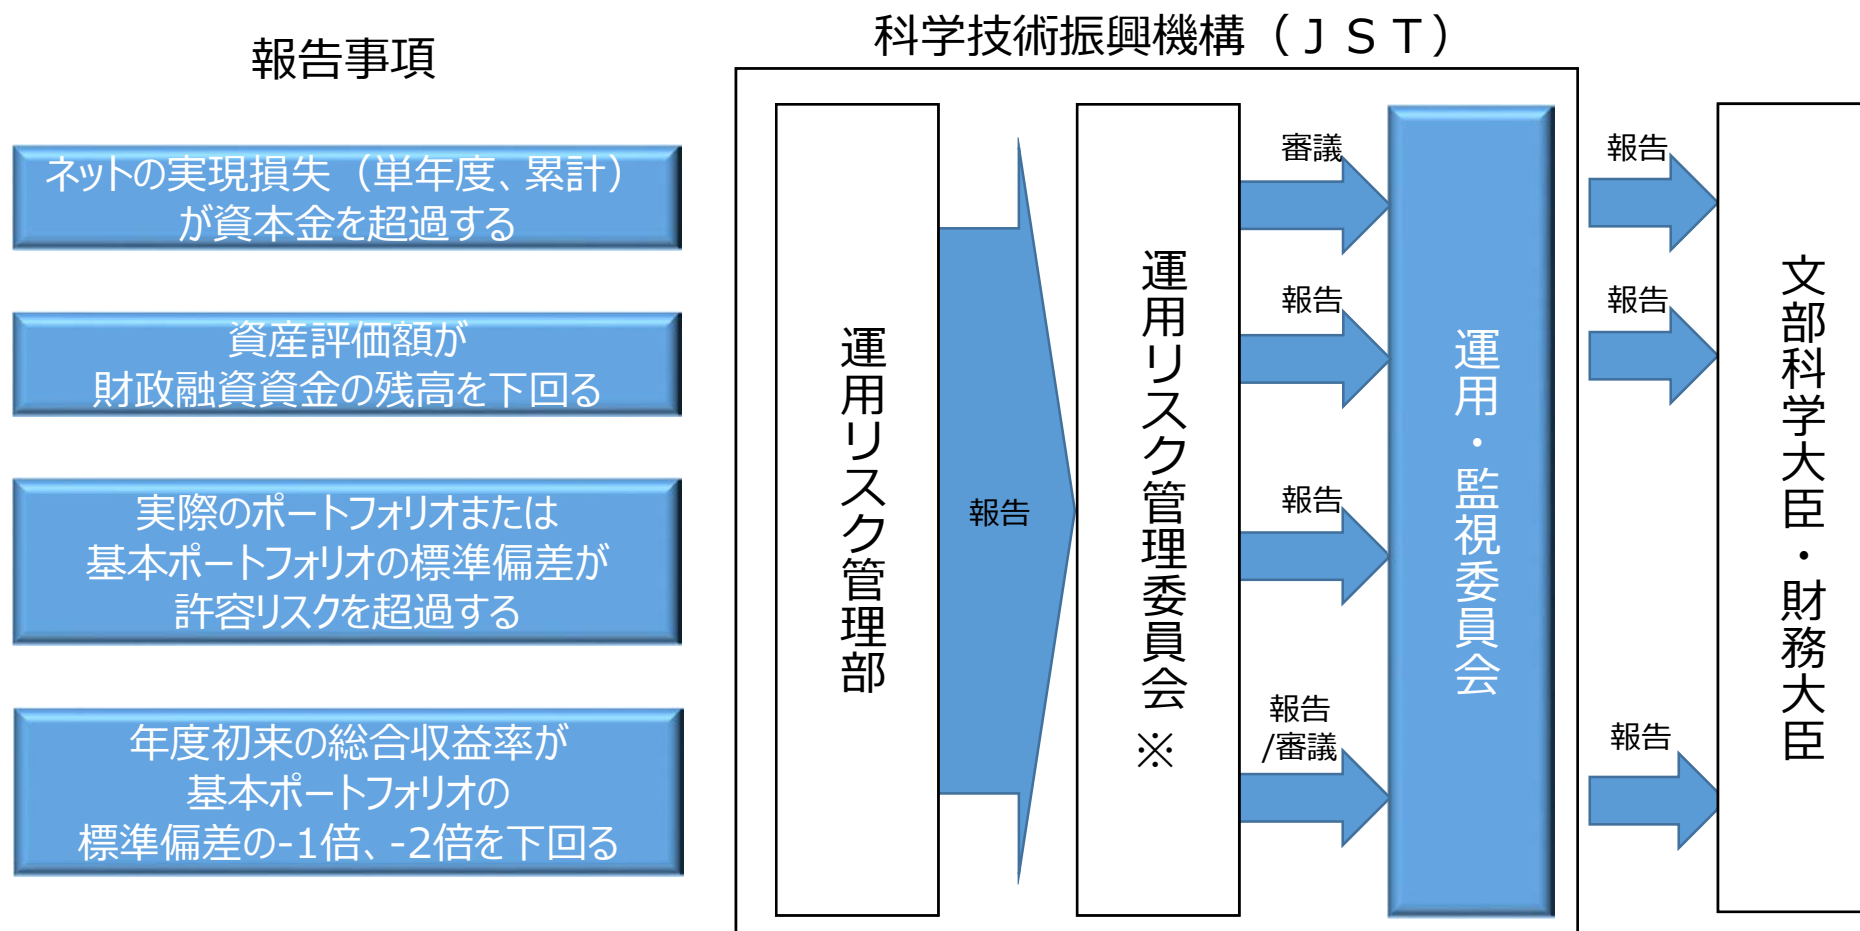 報告事項
科学技術振興機構（ＪＳＴ）
ネットの実現損失（単年度、累計）
が資本金を超過する
資産評価額が
財政融資資金の残高を下回る
実際のポートフォリオまたは
基本ポートフォリオの標準偏差が
許容リスクを超過する
年度初来の総合収益率が
基本ポートフォリオの
標準偏差の-1倍、-2倍を下回る
運用リスク管理部
報告
運用リスク管理委員会※
審議
報告
報告
報告
/審議
運用・監視委員会
報告
報告
報告
文部科学大臣・財務大臣